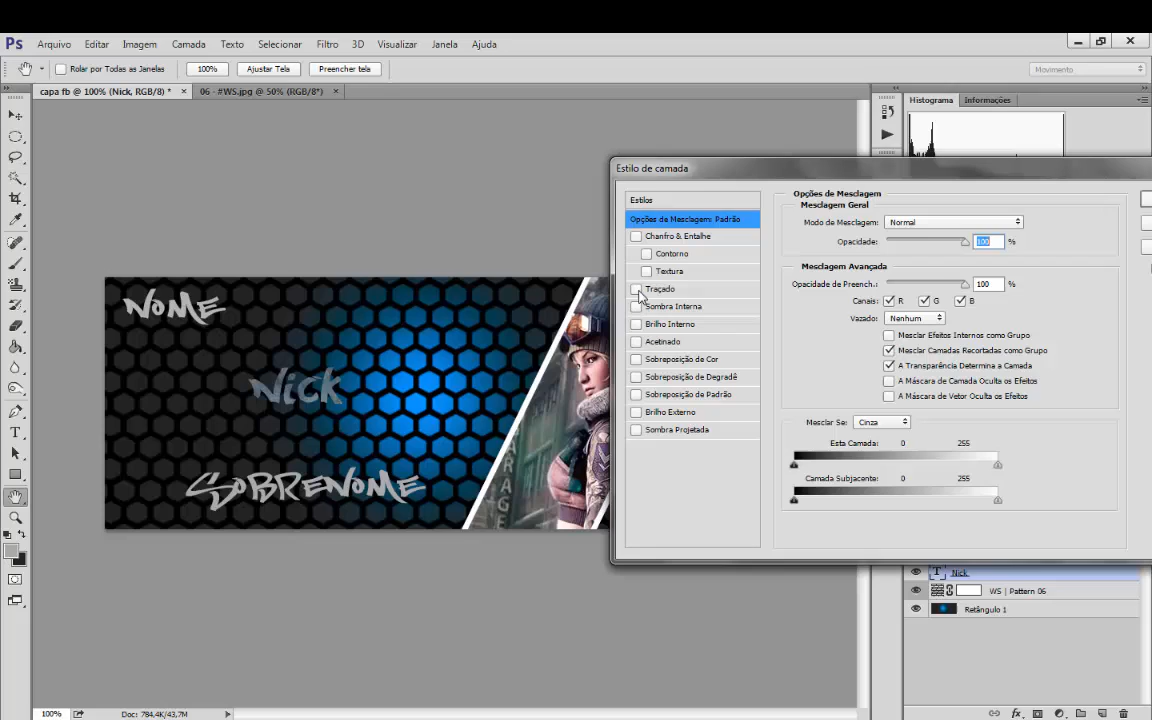 Ps Arquivo Editar Imagem Camada Texto Selecionar Filtro 3D Visualizar Janela Ajuda
Rolar por Todas as Janelas 100% Ajustar Tela Preencher tela Movimento
capa fb @ 100% (Nick, RGB/8) * × 06 - #WS.jpg @ 50% (RGB/8*) ×
Histograma Informações
Estilo de camada
Estilos
Opções de Mesclagem: Padrão
Chanfro & Entalhe
Contorno
Textura
Traçado
Sombra Interna
Brilho Interno
Acetinado
Sobreposição de Cor
Sobreposição de Degradê
Sobreposição de Padrão
Brilho Externo
Sombra Projetada
Opções de Mesclagem
Mesclagem Geral
Modo de Mesclagem: Normal
Opacidade: 100 %
Mesclagem Avançada
Opacidade de Preench.: 100 %
Canais: R G B
Vazado: Nenhum
Mesclar Efeitos Internos como Grupo
Mesclar Camadas Recortadas como Grupo
A Transparência Determina a Camada
A Máscara de Camada Oculta os Efeitos
A Máscara de Vetor Oculta os Efeitos
Mesclar Se: Cinza
Esta Camada: 0 255
Camada Subjacente: 0 255
NOME
NICK
SOBRENOME
GARAGE
T Nick
WS | Pattern 06
Retângulo 1
100% Doc: 784,4K/43,7M
fx